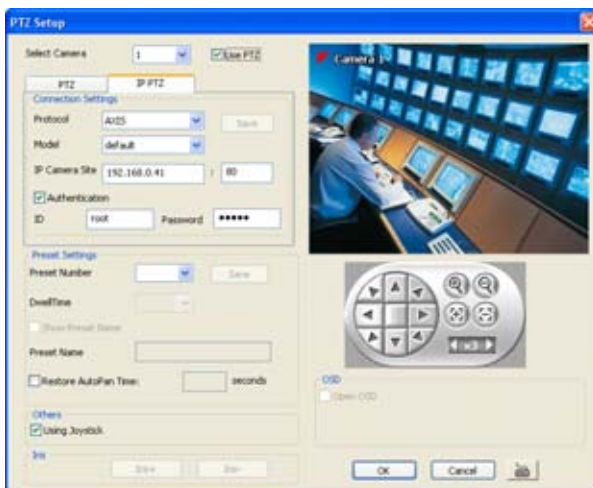 PTZ Setup
Select Camera 1 Use PTZ
PTZ IP PTZ
Connection Settings
Protocol AXIS Save
Model default
IP Camera Site 192.168.0.41 : 80
Authentication
ID root Password •••••
Preset Settings
Preset Number Save
DwellTime
Show Preset Name
Preset Name
Restore AutoPan Time: seconds
Others
Using Joystick
Iris
Iris+ Iris-
Camera 1
x3
OSD
Open OSD
OK Cancel